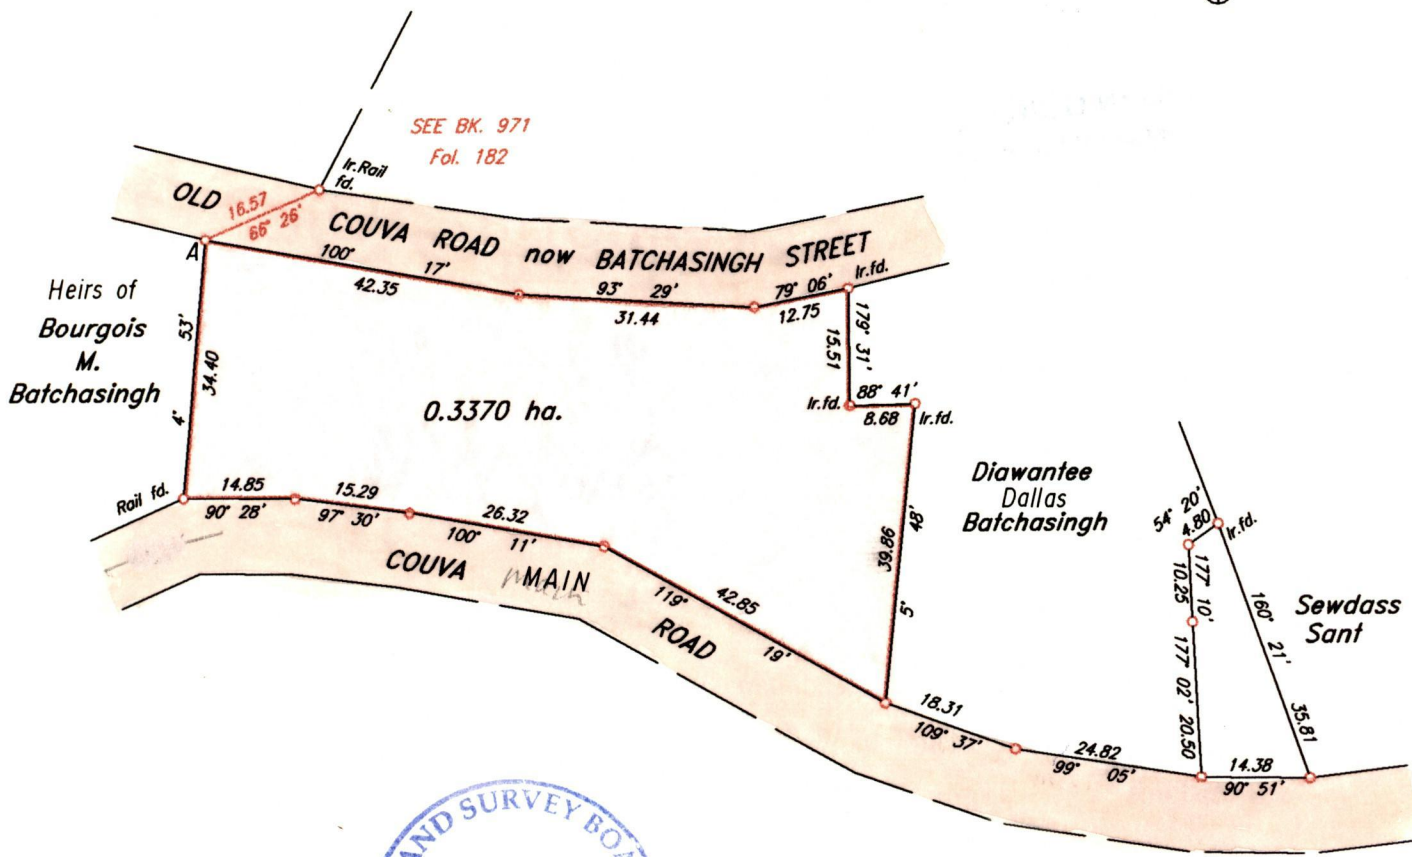 SEE BK. 971
Fol. 182
Ir.Rail
fd.
OLD COUVA ROAD now BATCHASINGH STREET
16.57
66° 26'
A
100° 17'
42.35
93° 29'
31.44
79° 06'
12.75
Ir.fd.
179° 31'
15.51
Ir.fd.
88° 41'
8.68
Ir.fd.
Heirs of
Bourgois
M.
Batchasingh
4° 53'
34.40
0.3370 ha.
Diawantee
Dallas
Batchasingh
5° 48'
39.86
Rail fd.
14.85
90° 28'
15.29
97° 30'
26.32
100° 11'
42.85
119° 19'
COUVA MAIN
ROAD
18.31
109° 37'
24.82
99° 05'
14.38
90° 51'
54° 20'
4.80
Ir.fd.
177° 10'
10.25
177° 02' 20.50
160° 21' 35.81
Sewdass
Sant
AND SURVEY BOA